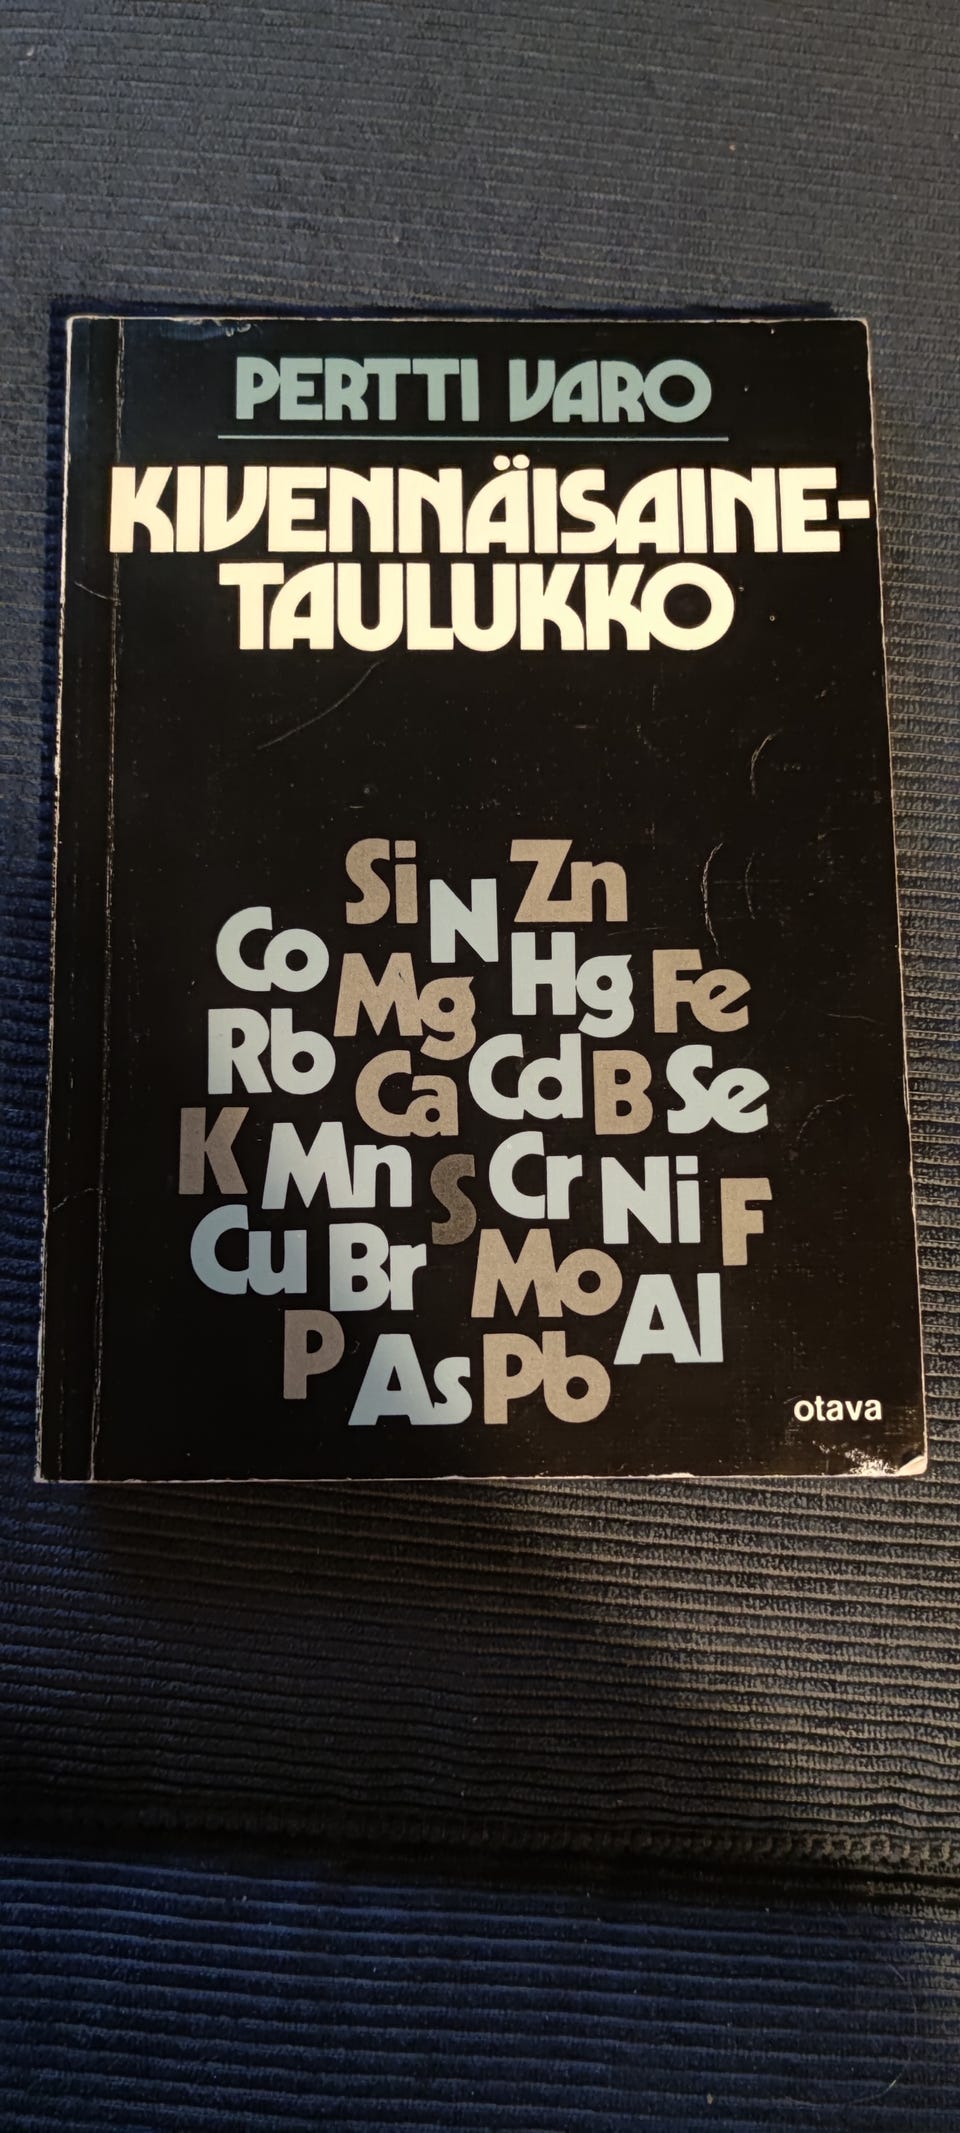 PERTTI VARO
KIVENNÄISAINE-
TAULUKKO
Si N Zn
Co Mg Hg Fe
Rb Ca Cd B Se
K Mn S Cr Ni F
Cu Br Mo Al
P As Pb
otava